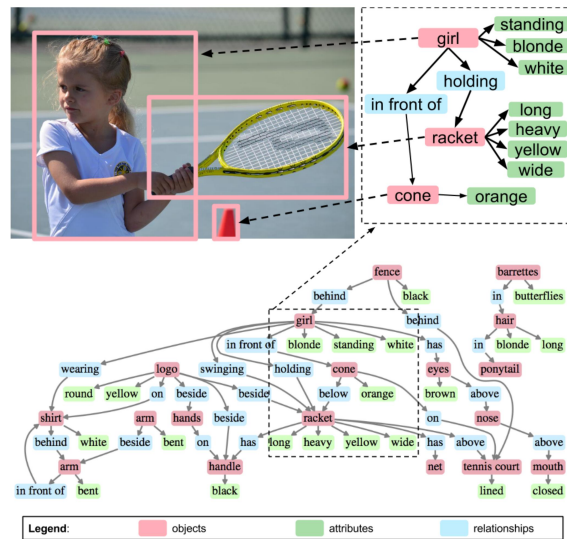 standing
girl
blonde
white
holding
in front of
long
heavy
racket
yellow
wide
cone
orange
fence
barrettes
behind
black
in
butterflies
girl
behind
hair
in front of
blonde
standing
white
has
in
blonde
long
wearing
logo
swinging
holding
cone
eyes
ponytail
round
yellow
on
beside
beside
below
orange
brown
above
shirt
arm
hands
beside
racket
on
nose
behind
white
beside
bent
on
has
long
heavy
yellow
wide
has
above
above
arm
handle
net
tennis court
mouth
in front of
bent
black
lined
closed
Legend:
objects
attributes
relationships